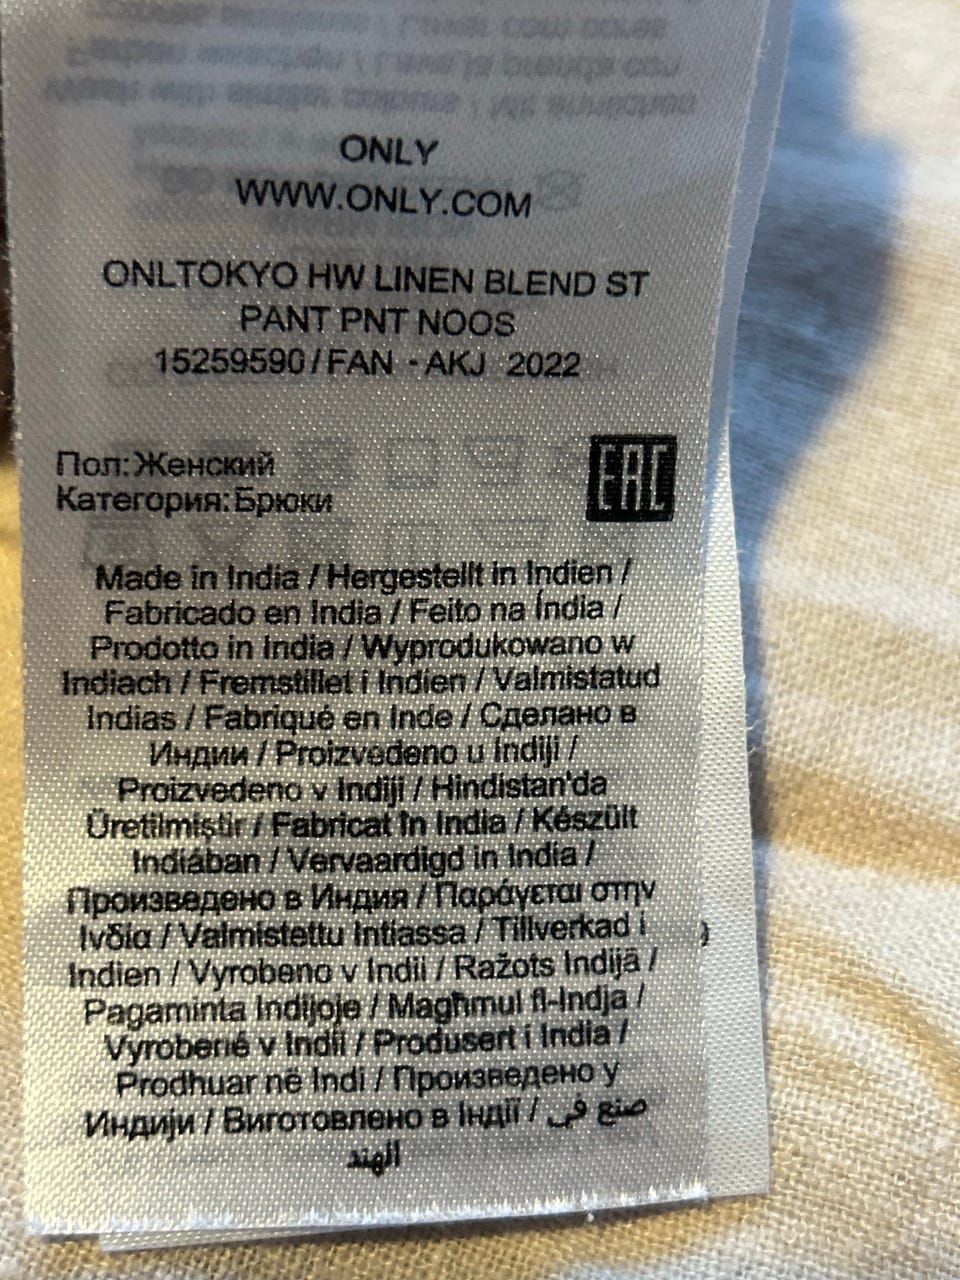 ONLY
WWW.ONLY.COM
ONLTOKYO HW LINEN BLEND ST
PANT PNT NOOS
15259590/FAN - AKJ 2022
Пол:Женский
Категория:Брюки
EAC
Made in India / Hergestellt in Indien /
Fabricado en India / Feito na Índia /
Prodotto in India / Wyprodukowano w
Indiach / Fremstillet i Indien / Valmistatud
Indias / Fabriqué en Inde / Сделано в
Индии / Proizvedeno u Indiji /
Proizvedeno v Indiji / Hindistan'da
Üretilmiştir / Fabricat în India / Készült
Indiában / Vervaardigd in India /
Произведено в Индия / Παράγεται στην
Ινδία / Valmistettu Intiassa / Tillverkad i
Indien / Vyrobeno v Indii / Ražots Indijā /
Pagaminta Indijoje / Magħmul fl-Indja /
Vyrobené v Indii / Produsert i India /
Prodhuar në Indi / Произведено у
Индији / Виготовлено в Індії / صنع في
الهند